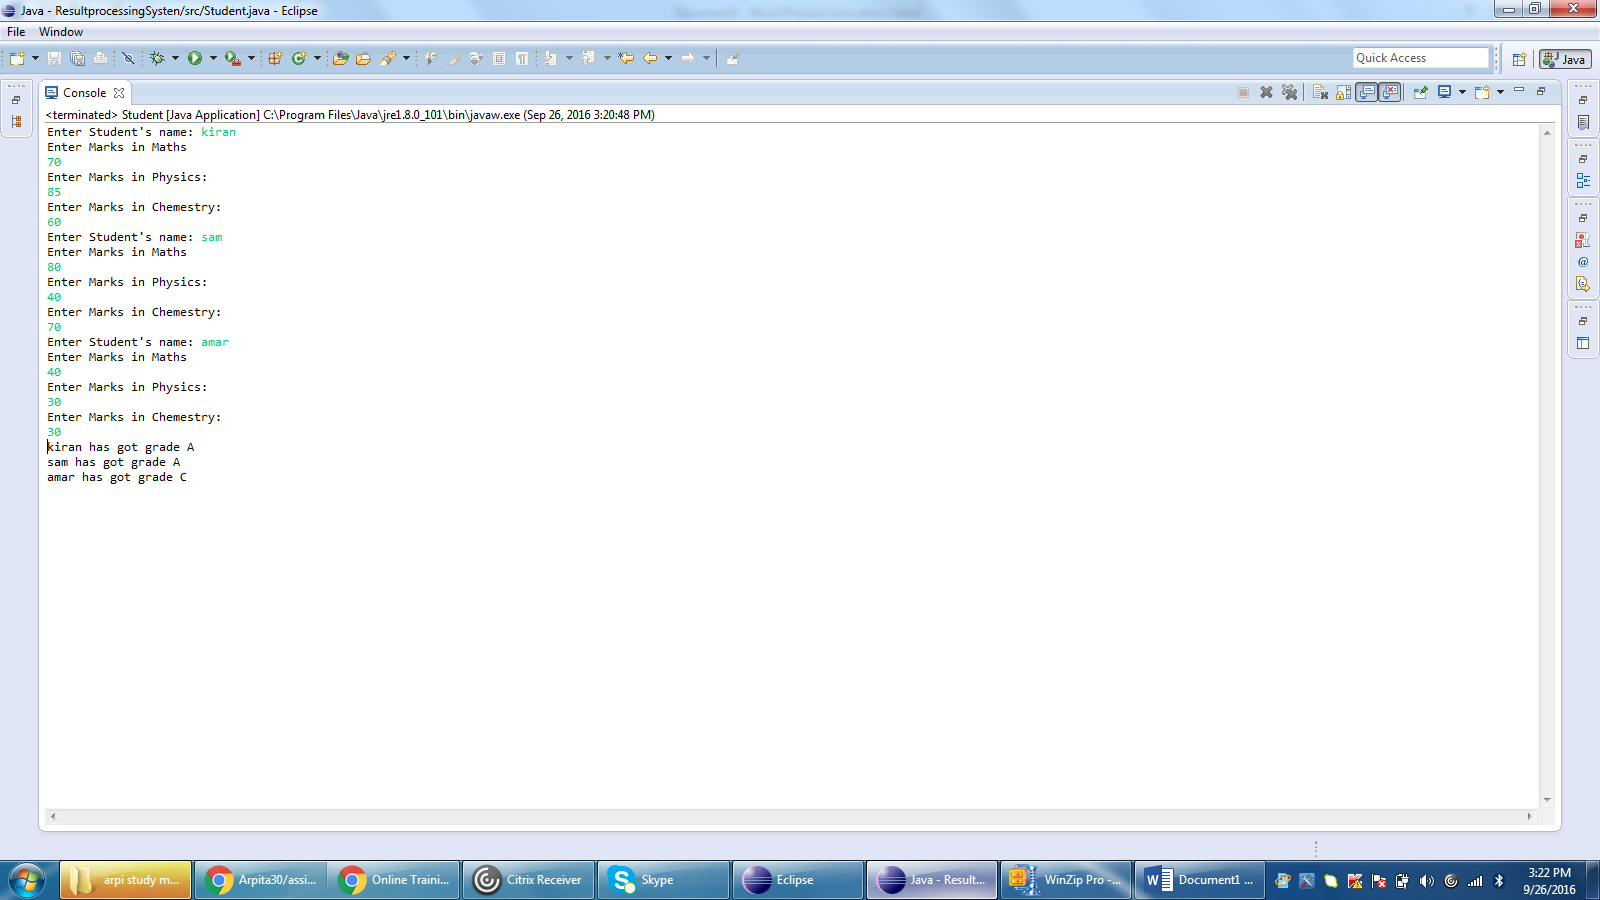 Java - ResultprocessingSysten/src/Student.java - Eclipse
File Window
Quick Access
Java
Console
<terminated> Student [Java Application] C:\Program Files\Java\jre1.8.0_101\bin\javaw.exe (Sep 26, 2016 3:20:48 PM)
Enter Student's name: kiran
Enter Marks in Maths
70
Enter Marks in Physics:
85
Enter Marks in Chemestry:
60
Enter Student's name: sam
Enter Marks in Maths
80
Enter Marks in Physics:
40
Enter Marks in Chemestry:
70
Enter Student's name: amar
Enter Marks in Maths
40
Enter Marks in Physics:
30
Enter Marks in Chemestry:
30
kiran has got grade A
sam has got grade A
amar has got grade C
arpi study m...
Arpita30/assi...
Online Traini...
Citrix Receiver
Skype
Eclipse
Java - Result...
WinZip Pro -...
Document1 ...
3:22 PM
9/26/2016